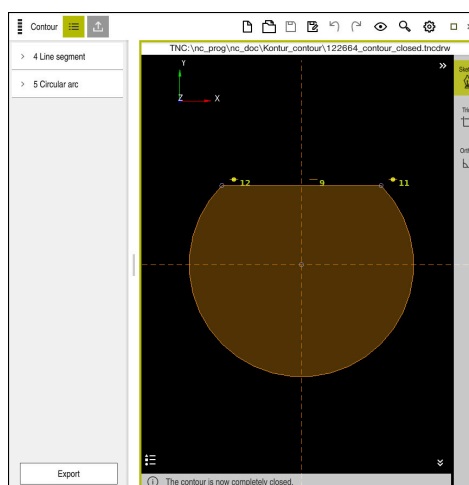 Contour
TNC:\nc_prog\nc_doc\Kontur_contour\122664_contour_closed.tncdrw
4 Line segment
5 Circular arc
Y
Z
X
12
9
11
Export
The contour is now completely closed.